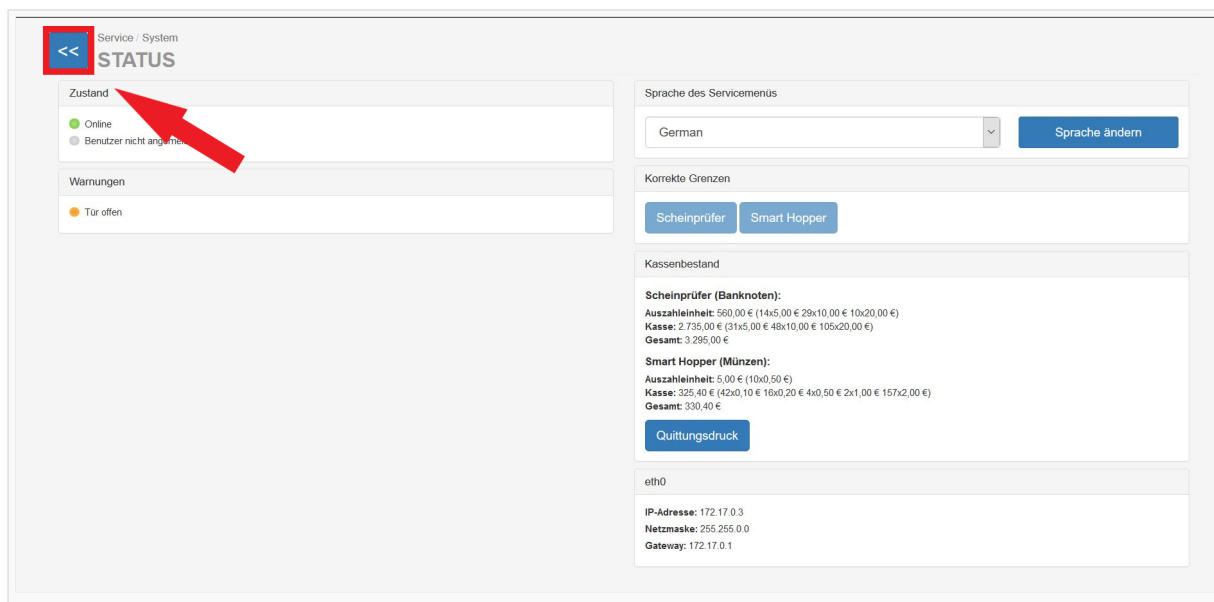 <<
Service / System
STATUS
Zustand
Online
Benutzer nicht
Warnungen
Tür offen
Sprache des Servicemenüs
German
Sprache ändern
Korrekte Grenzen
Scheinprüfer
Smart Hopper
Kassenbestand
Scheinprüfer (Banknoten):
Auszahleinheit: 560,00 € (14x5,00 € 29x10,00 € 10x20,00 €)
Kasse: 2.735,00 € (31x5,00 € 48x10,00 € 105x20,00 €)
Gesamt: 3.295,00 €
Smart Hopper (Münzen):
Auszahleinheit: 5,00 € (10x0,50 €)
Kasse: 325,40 € (42x0,10 € 16x0,20 € 4x0,50 € 2x1,00 € 157x2,00 €)
Gesamt: 330,40 €
Quittungsdruck
eth0
IP-Adresse: 172.17.0.3
Netzmaske: 255.255.0.0
Gateway: 172.17.0.1